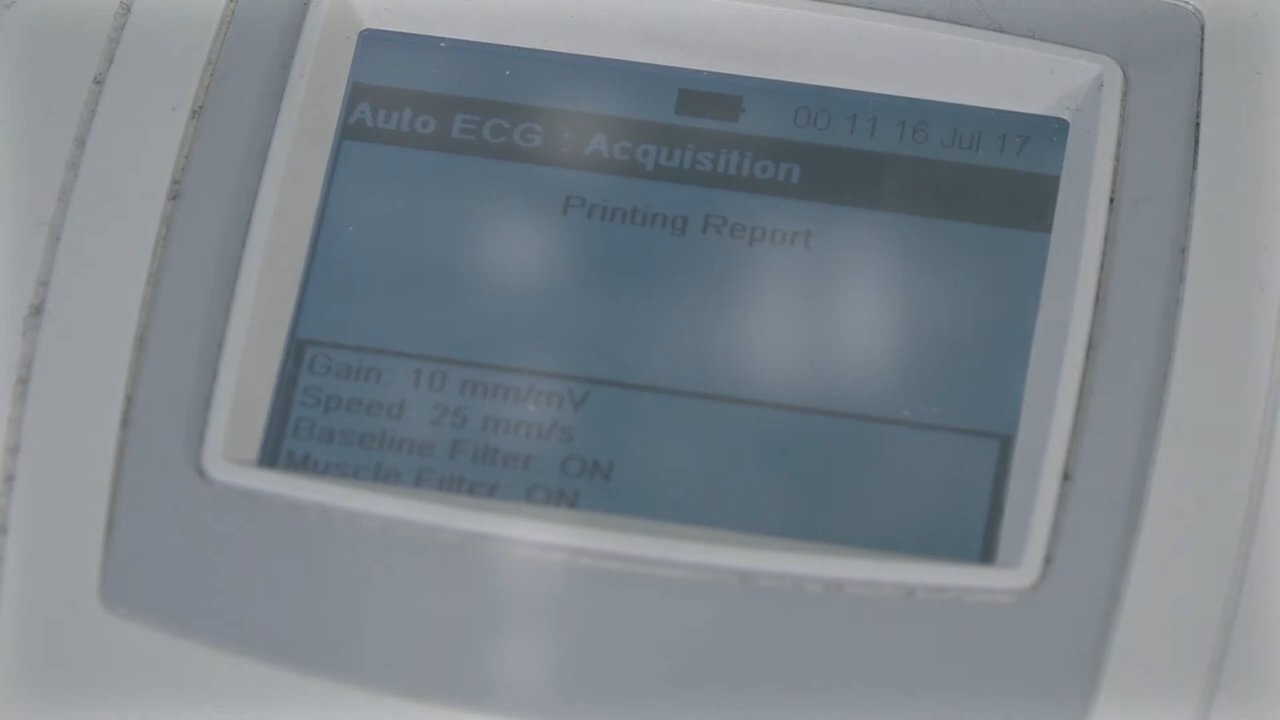 00 11 16 Jul 17
Auto ECG : Acquisition
Printing Report
Gain: 10 mm/mV
Speed: 25 mm/s
Baseline Filter: ON
Muscle Filter: ON